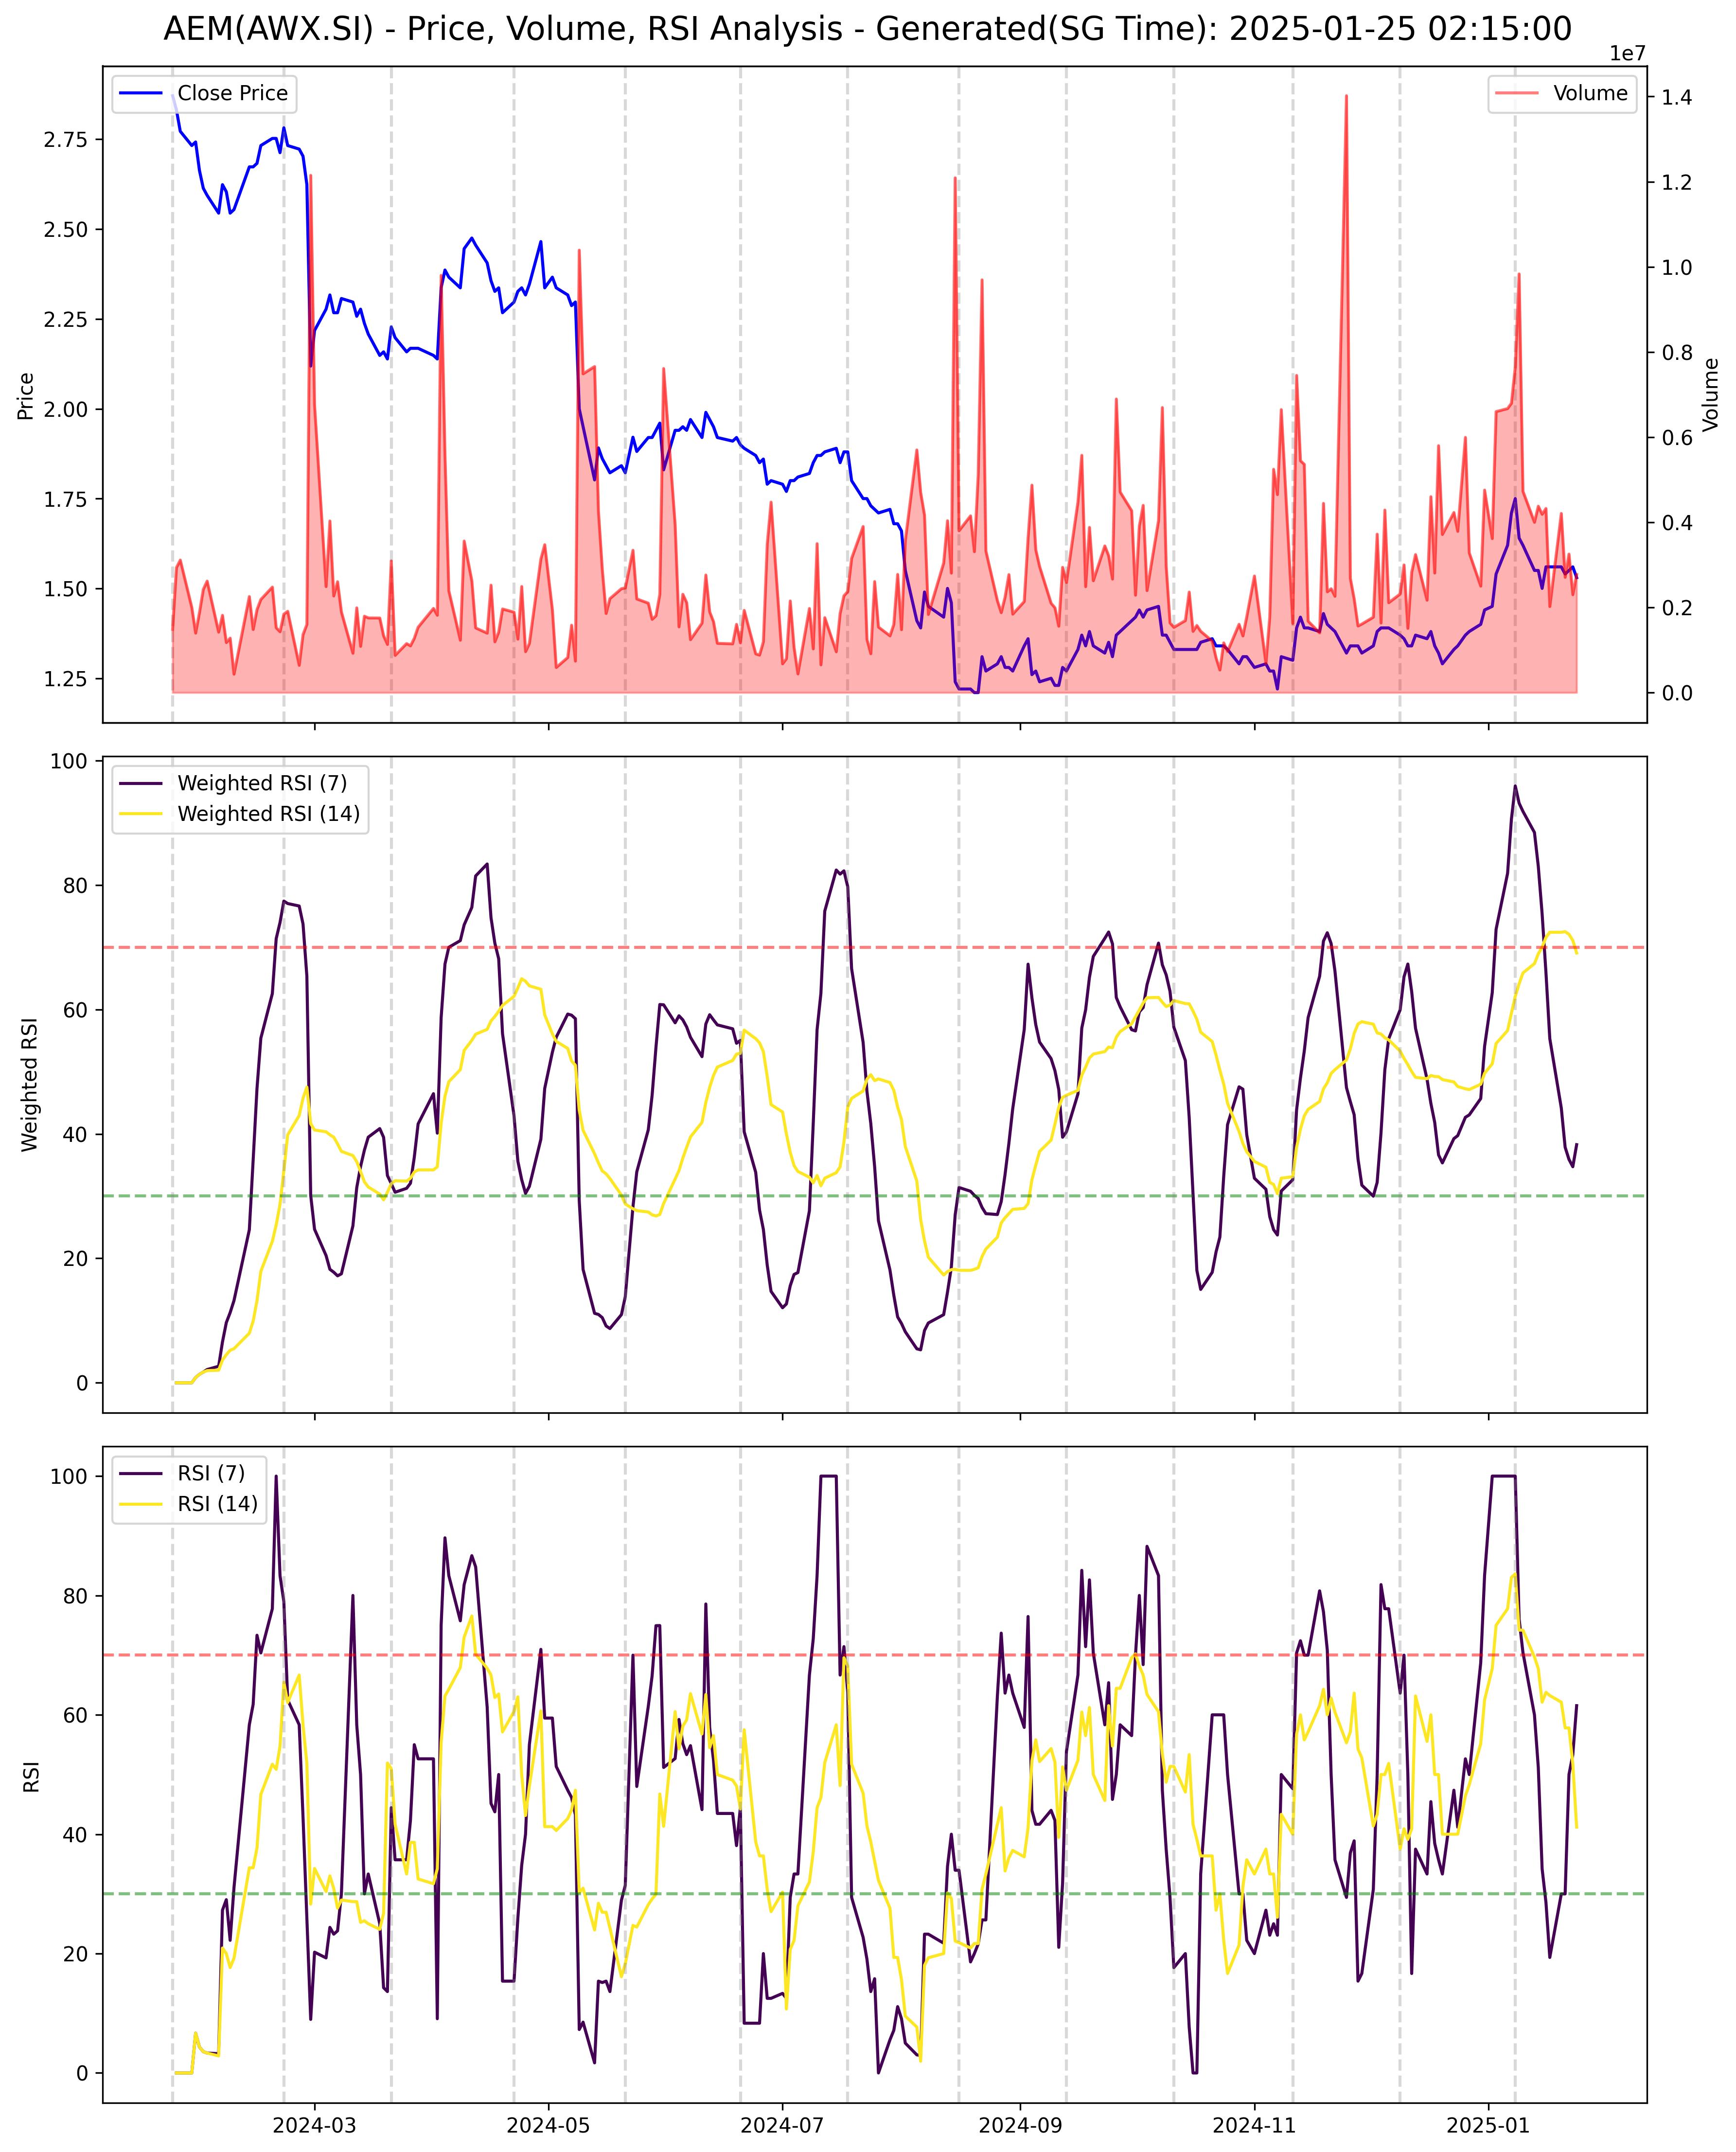 AEM(AWX.SI) - Price, Volume, RSI Analysis - Generated(SG Time): 2025-01-25 02:15:00
1e7
Close Price
Volume
2.75
2.50
2.25
2.00
1.75
1.50
1.25
Price
1.4
1.2
1.0
0.8
0.6
0.4
0.2
0.0
Volume
Weighted RSI (7)
Weighted RSI (14)
100
80
60
40
20
0
Weighted RSI
RSI (7)
RSI (14)
100
80
60
40
20
0
RSI
2024-03
2024-05
2024-07
2024-09
2024-11
2025-01